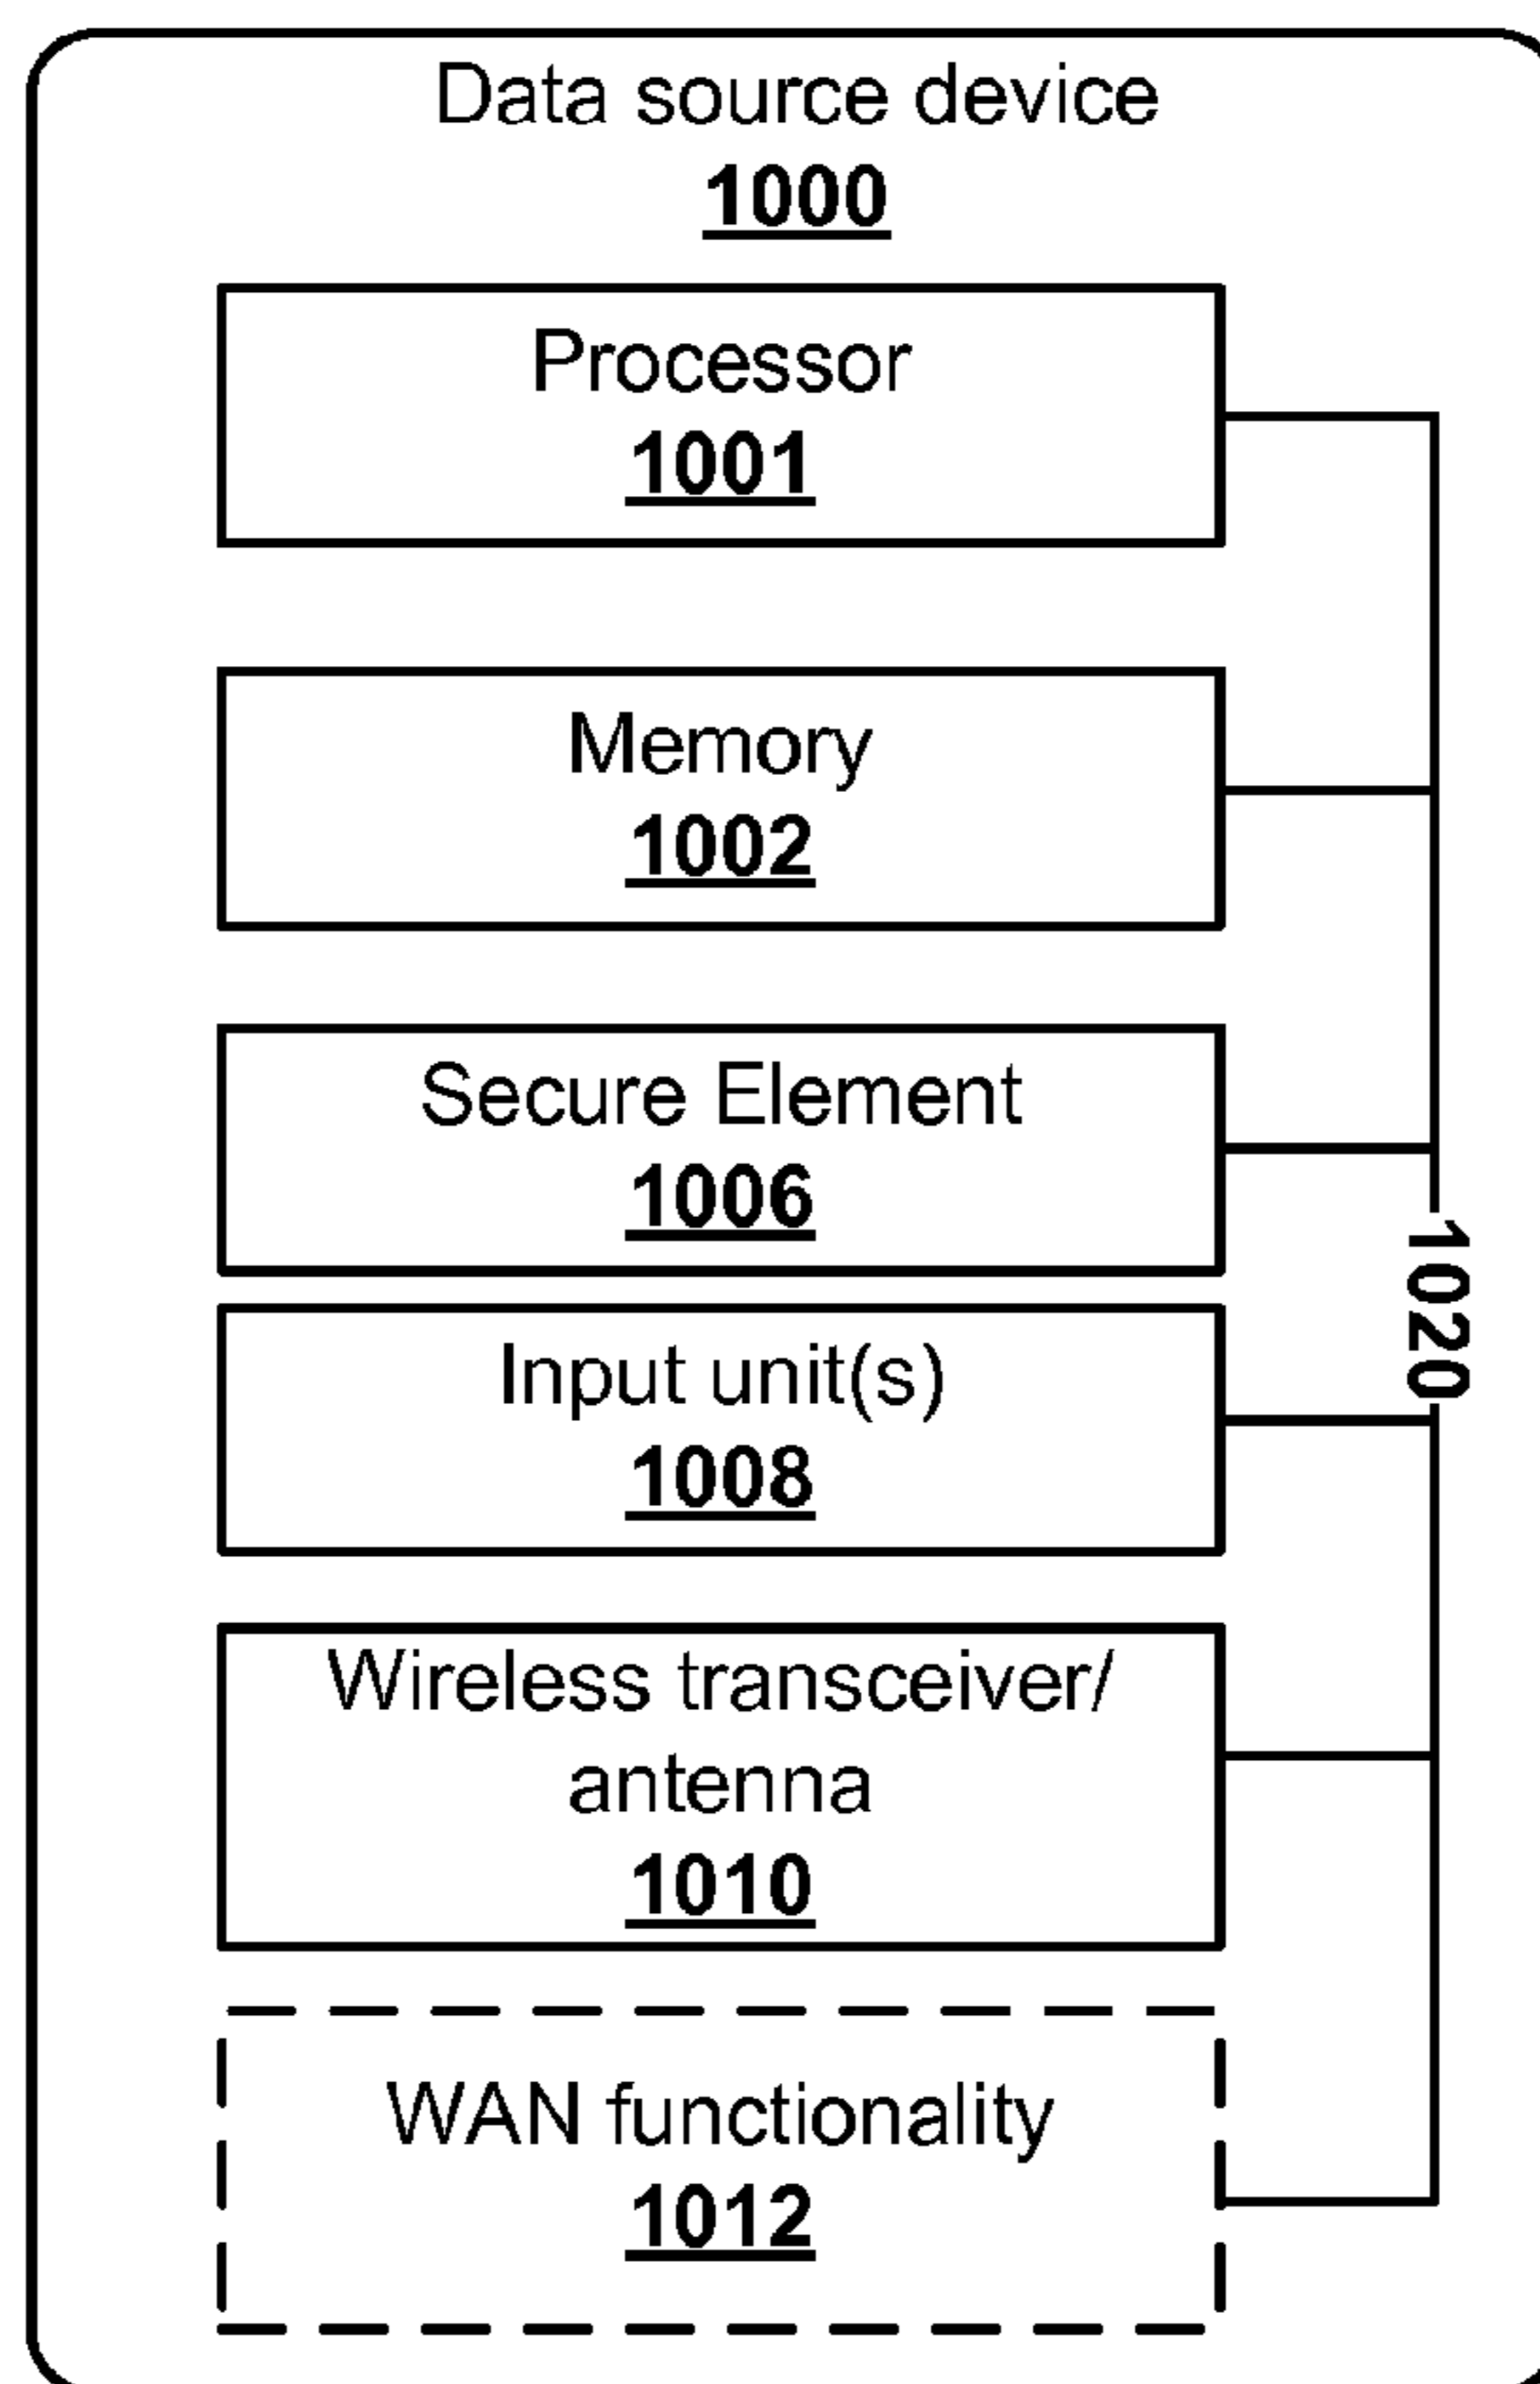 Data source device
1000
Processor
1001
Memory
1002
Secure Element
1006
1020
Input unit(s)
1008
Wireless transceiver/
antenna
1010
WAN functionality
1012